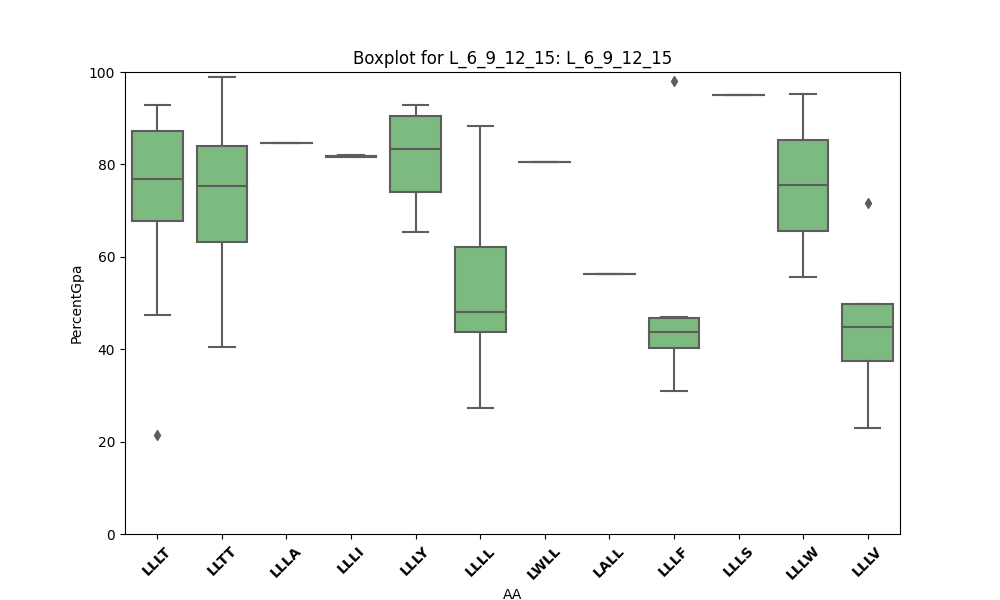 Boxplot for L_6_9_12_15: L_6_9_12_15
PercentGpa
100
80
60
40
20
0
LLLT LLTT LLLA LLLI LLLY LLLL LWLL LALL LLLF LLLS LLLW LLLV
AA